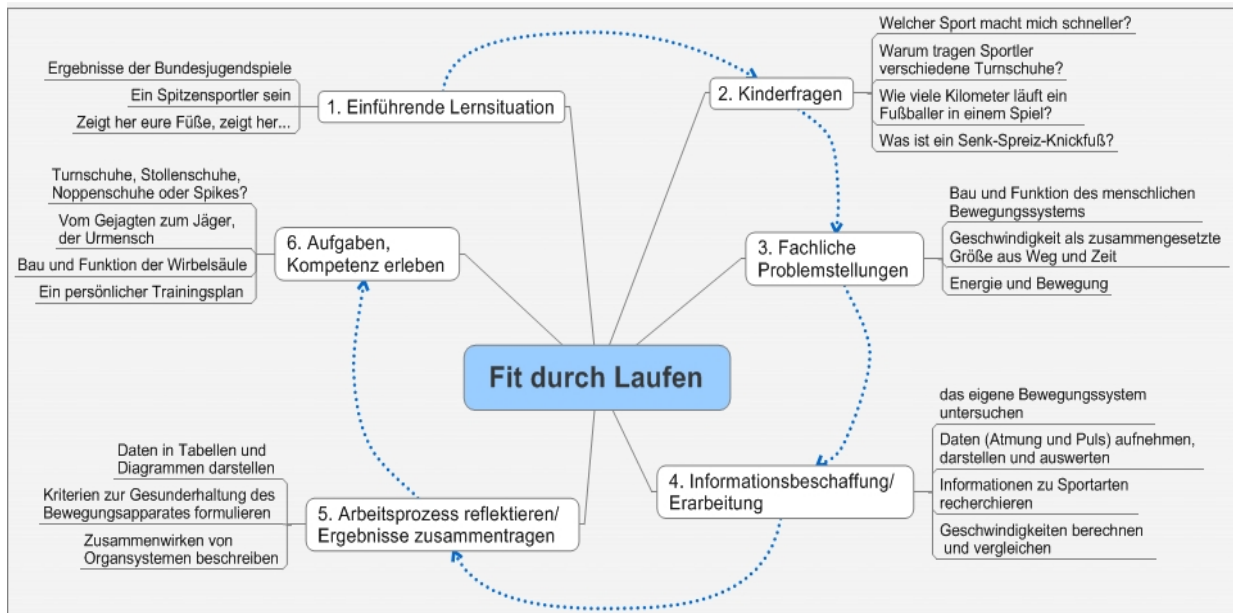 Fit durch Laufen
1. Einführende Lernsituation
Ergebnisse der Bundesjugendspiele
Ein Spitzensportler sein
Zeigt her eure Füße, zeigt her...
2. Kinderfragen
Welcher Sport macht mich schneller?
Warum tragen Sportler
verschiedene Turnschuhe?
Wie viele Kilometer läuft ein
Fußballer in einem Spiel?
Was ist ein Senk-Spreiz-Knickfuß?
3. Fachliche
Problemstellungen
Bau und Funktion des menschlichen
Bewegungssystems
Geschwindigkeit als zusammengesetzte
Größe aus Weg und Zeit
Energie und Bewegung
4. Informationsbeschaffung/
Erarbeitung
das eigene Bewegungssystem
untersuchen
Daten (Atmung und Puls) aufnehmen,
darstellen und auswerten
Informationen zu Sportarten
recherchieren
Geschwindigkeiten berechnen
und vergleichen
5. Arbeitsprozess reflektieren/
Ergebnisse zusammentragen
Daten in Tabellen und
Diagrammen darstellen
Kriterien zur Gesunderhaltung des
Bewegungsapparates formulieren
Zusammenwirken von
Organsystemen beschreiben
6. Aufgaben,
Kompetenz erleben
Turnschuhe, Stollenschuhe,
Noppenschuhe oder Spikes?
Vom Gejagten zum Jäger,
der Urmensch
Bau und Funktion der Wirbelsäule
Ein persönlicher Trainingsplan